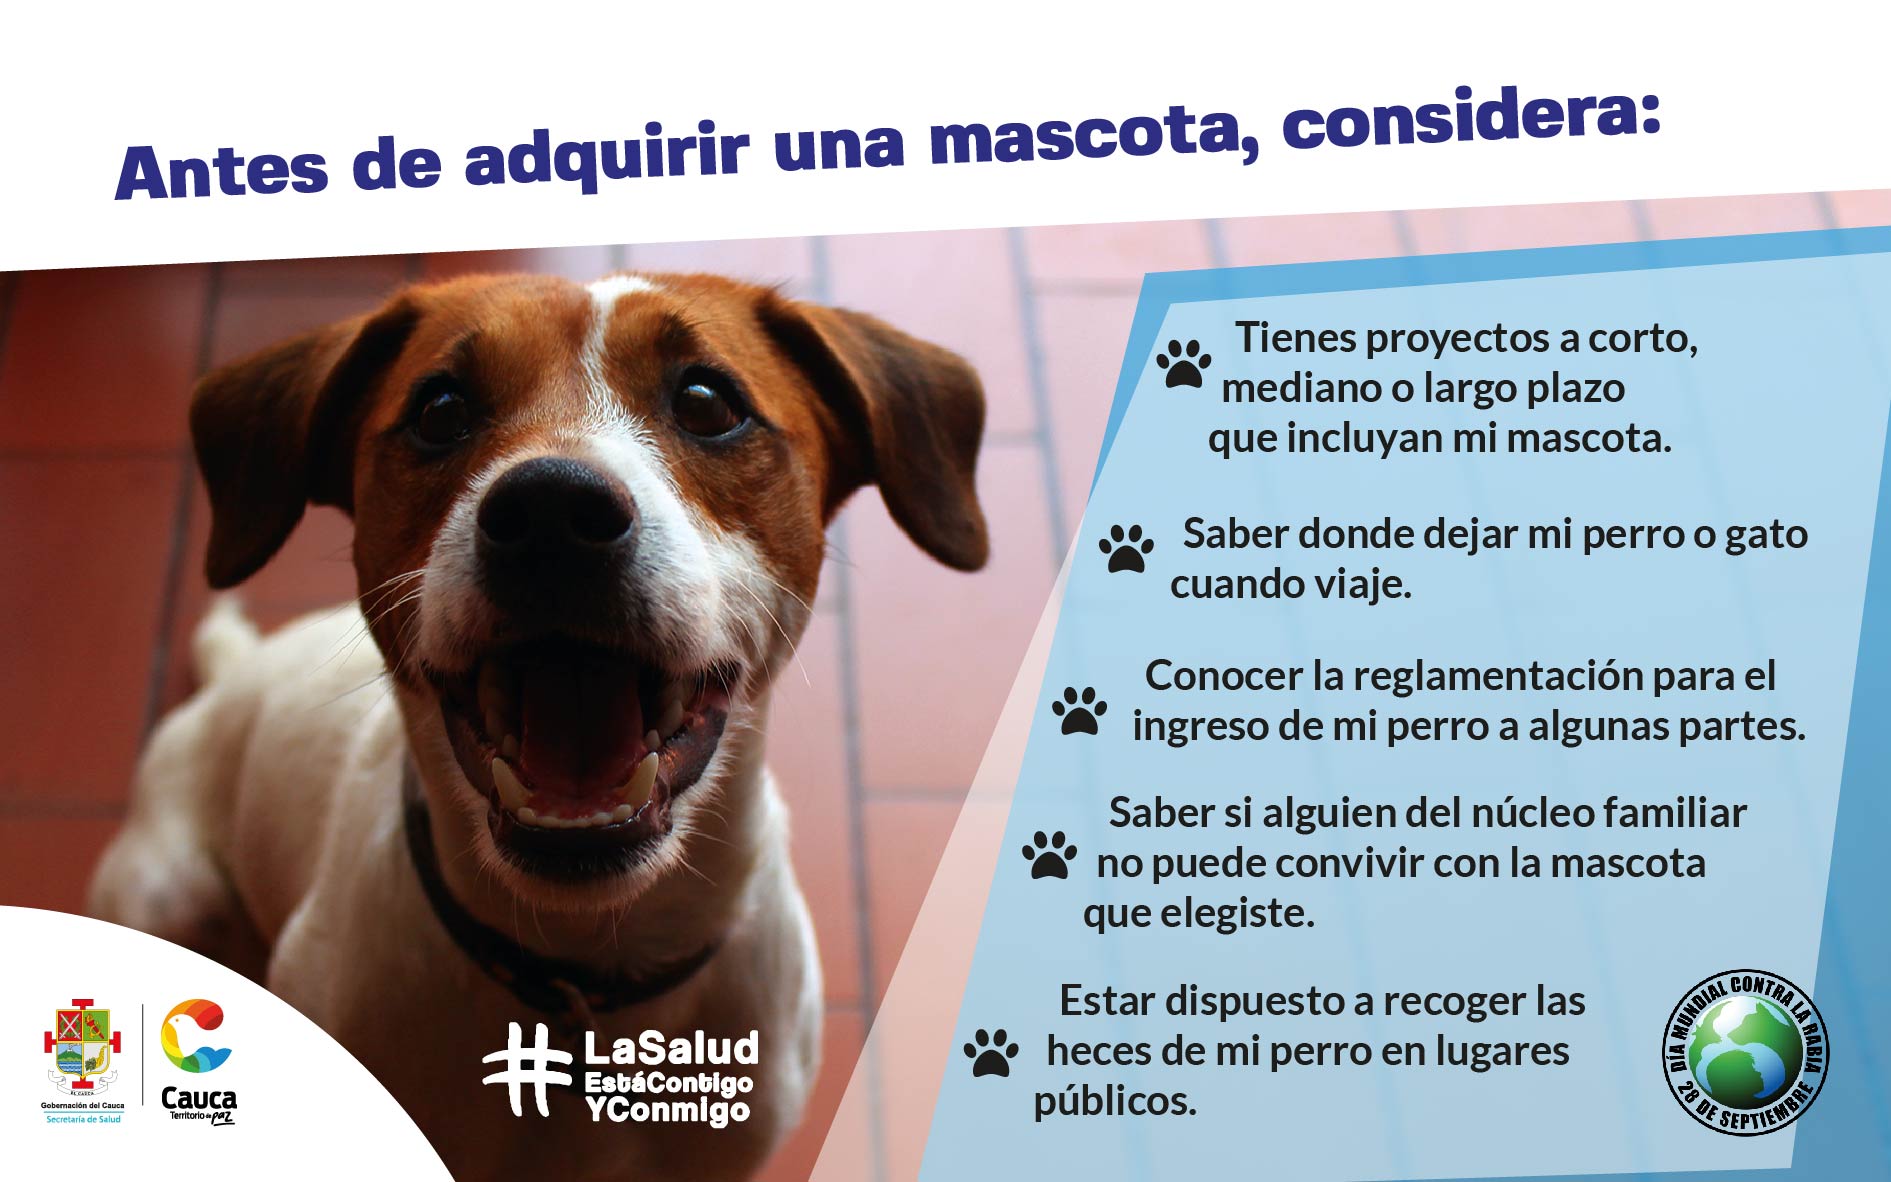 Antes de adquirir una mascota, considera:
Tienes proyectos a corto,
mediano o largo plazo
que incluyan mi mascota.
Saber donde dejar mi perro o gato
cuando viaje.
Conocer la reglamentación para el
ingreso de mi perro a algunas partes.
Saber si alguien del núcleo familiar
no puede convivir con la mascota
que elegiste.
Estar dispuesto a recoger las
heces de mi perro en lugares
públicos.
Gobernación del Cauca
Secretaría de Salud
Cauca
Territorio de paz
#LaSalud
EstáContigo
YConmigo
DÍA MUNDIAL CONTRA LA RABIA
28 DE SEPTIEMBRE